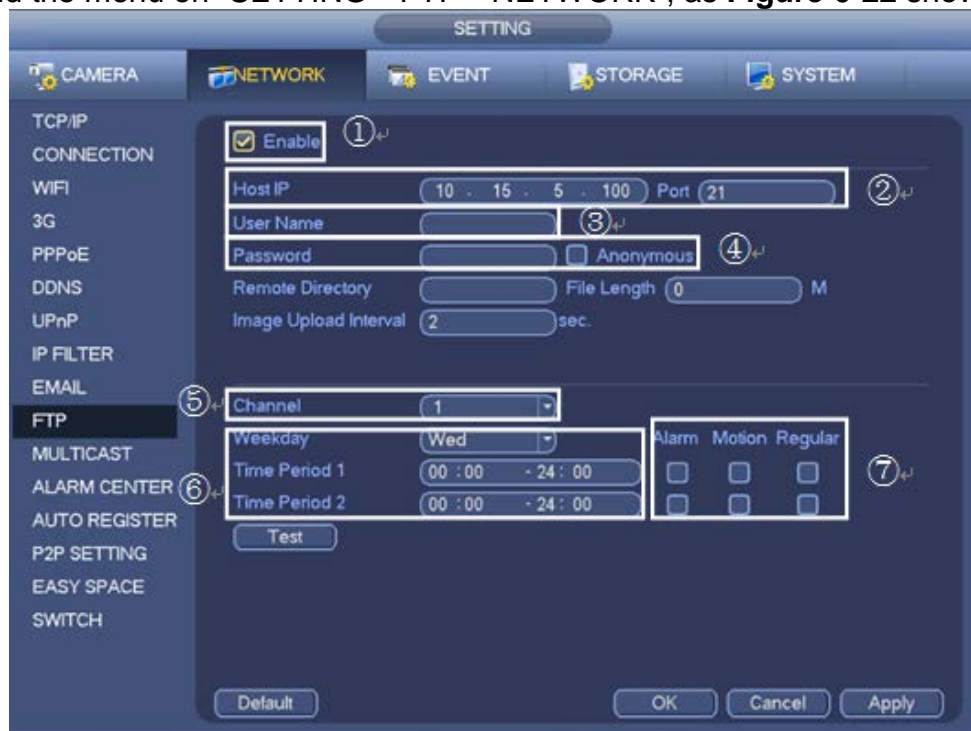 SETTING
CAMERA NETWORK EVENT STORAGE SYSTEM
TCP/IP
CONNECTION
WIFI
3G
PPPoE
DDNS
UPnP
IP FILTER
EMAIL
FTP
MULTICAST
ALARM CENTER
AUTO REGISTER
P2P SETTING
EASY SPACE
SWITCH
Enable ①
Host IP 10 . 15 . 5 . 100 Port 21 ②
User Name ③
Password Anonymous ④
Remote Directory File Length 0 M
Image Upload Interval 2 sec.
⑤ Channel 1
Weekday Wed Alarm Motion Regular
Time Period 1 00 :00 - 24 : 00 ⑦
⑥ Time Period 2 00 :00 - 24 : 00
Test
Default OK Cancel Apply